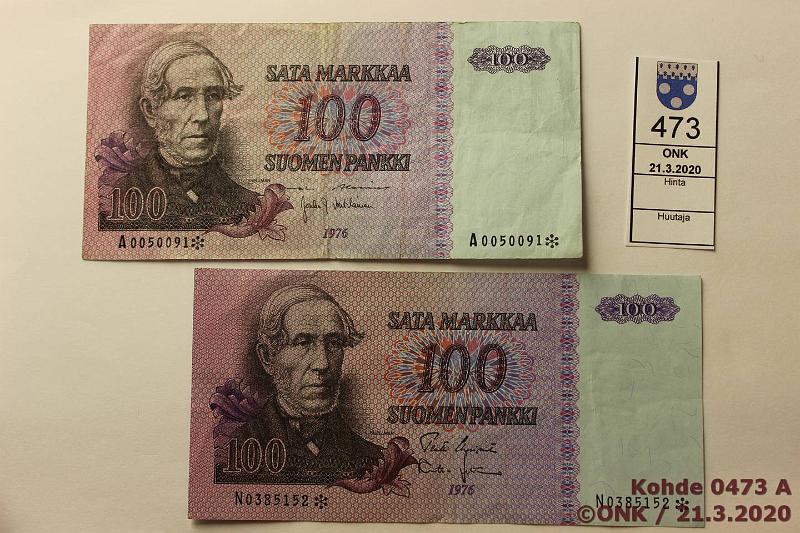 SATA MARKKAA
100
100
SUOMEN PANKKI
100
1976
A0050091*
A0050091*
473
ONK
21.3.2020
Hinta
Huutaja
SATA MARKKAA
100
100
SUOMEN PANKKI
100
1976
N0385152*
N0385152*
Kohde 0473 A
©ONK / 21.3.2020